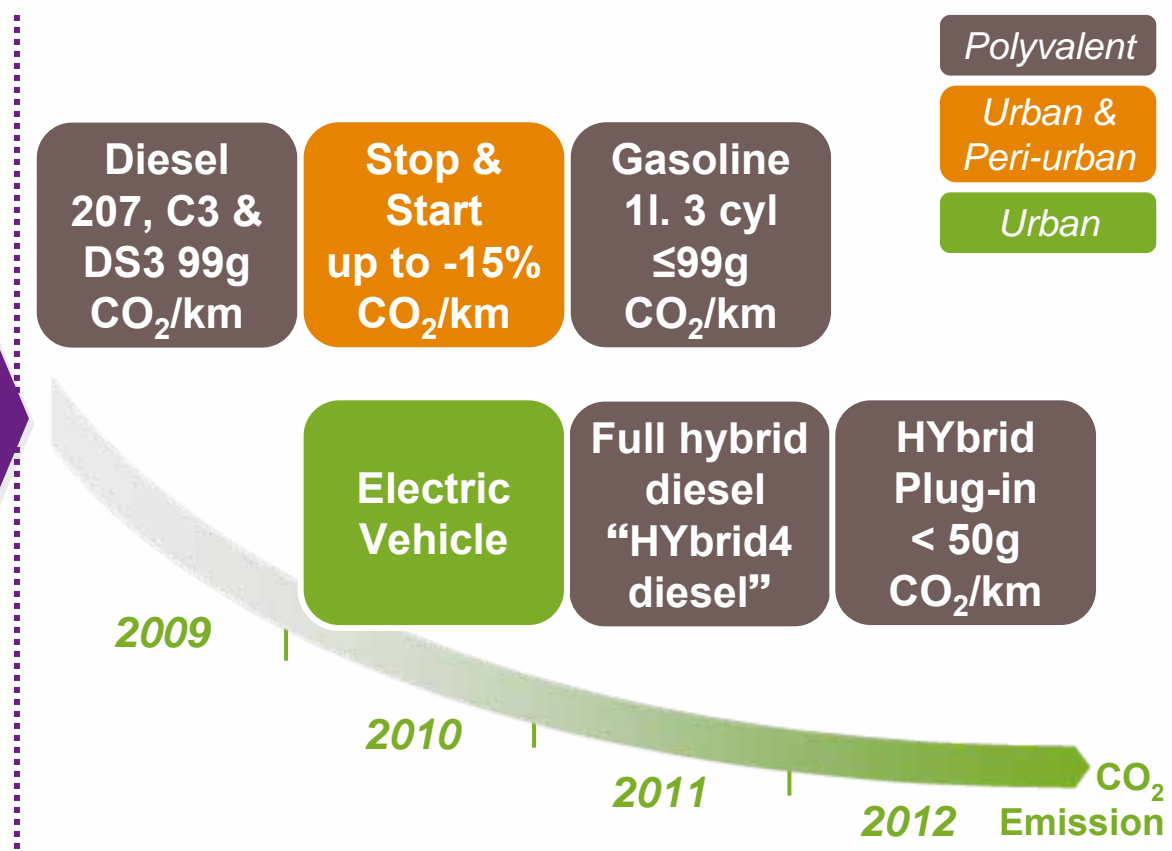 Polyvalent
Urban &
Peri-urban
Urban
Diesel
207, C3 &
DS3 99g
CO₂/km
Stop &
Start
up to -15%
CO₂/km
Gasoline
1l. 3 cyl
≤99g
CO₂/km
Electric
Vehicle
Full hybrid
diesel
“HYbrid4
diesel”
HYbrid
Plug-in
< 50g
CO₂/km
2009
2010
2011
2012
CO₂
Emission